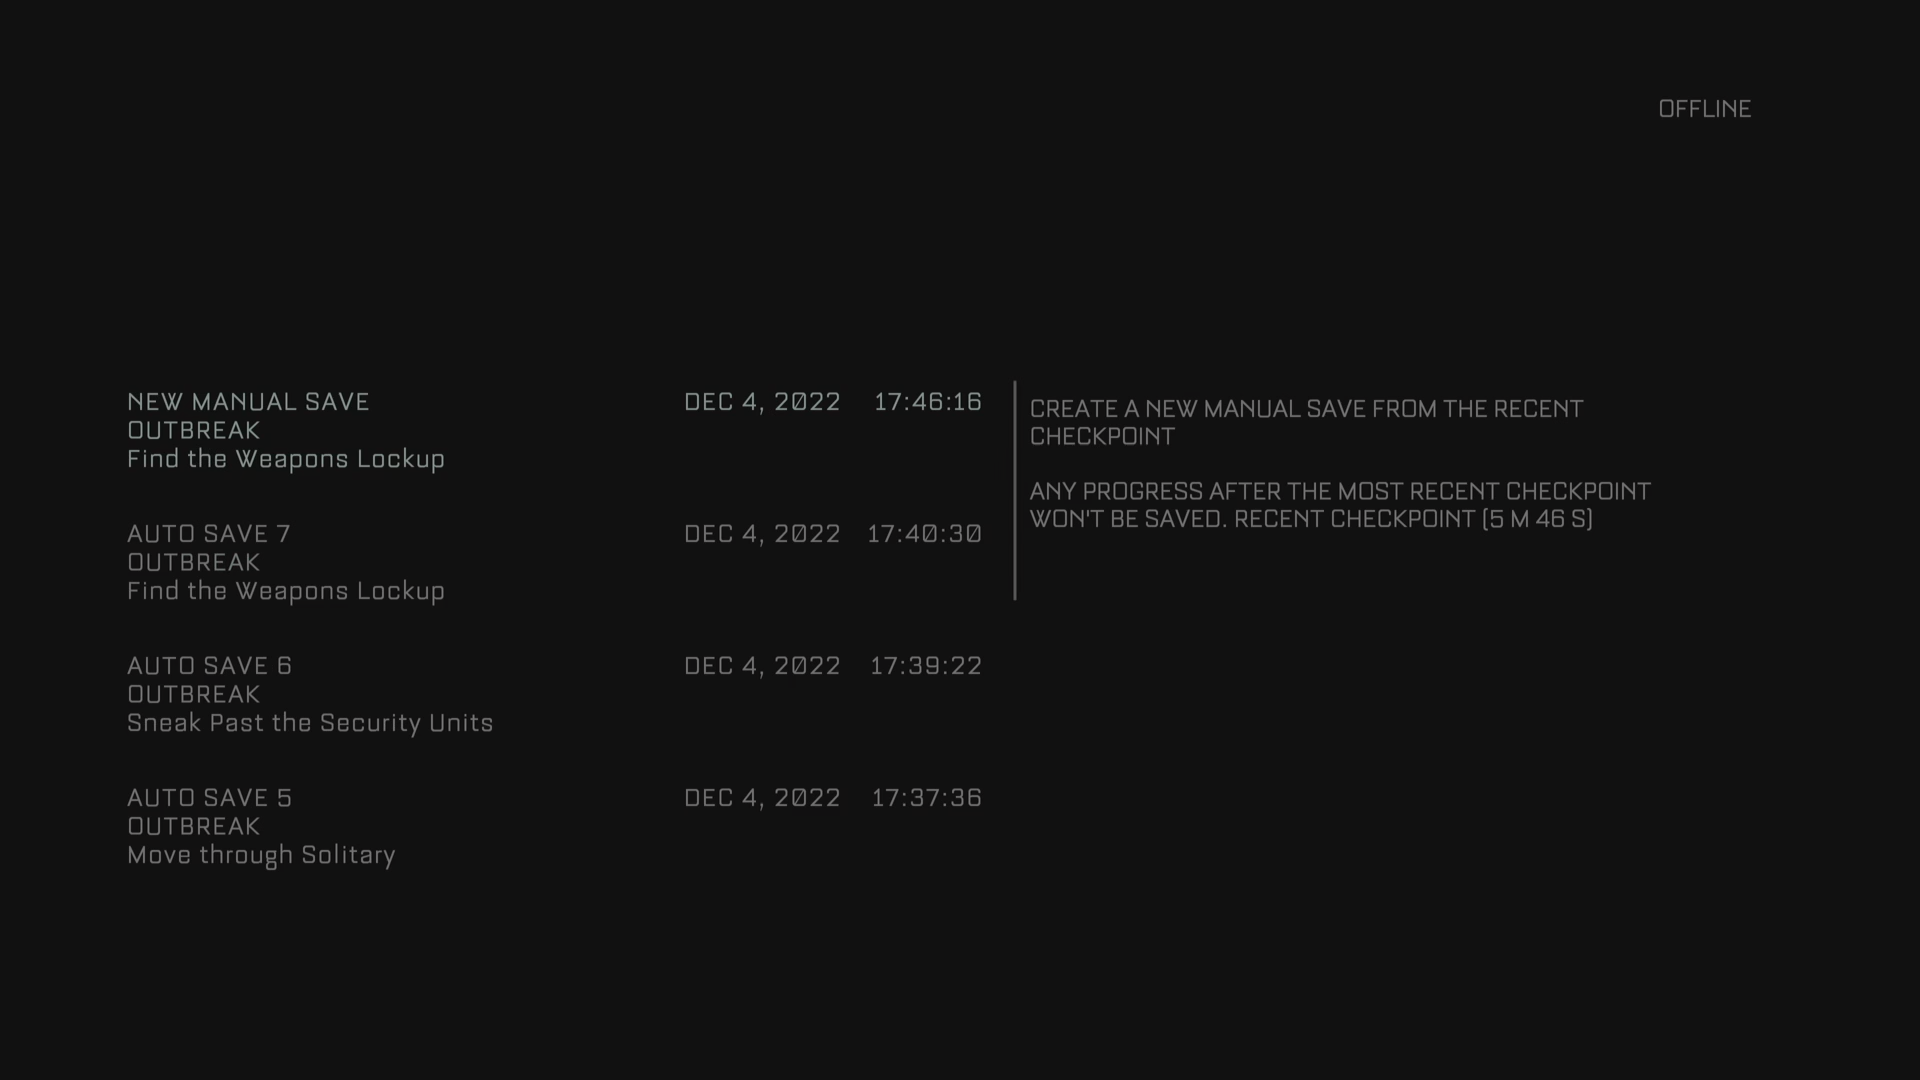 OFFLINE
NEW MANUAL SAVE DEC 4, 2022 17:46:16
OUTBREAK
Find the Weapons Lockup
AUTO SAVE 7 DEC 4, 2022 17:40:30
OUTBREAK
Find the Weapons Lockup
AUTO SAVE 6 DEC 4, 2022 17:39:22
OUTBREAK
Sneak Past the Security Units
AUTO SAVE 5 DEC 4, 2022 17:37:36
OUTBREAK
Move through Solitary
CREATE A NEW MANUAL SAVE FROM THE RECENT
CHECKPOINT
ANY PROGRESS AFTER THE MOST RECENT CHECKPOINT
WON'T BE SAVED. RECENT CHECKPOINT (5 M 46 S)